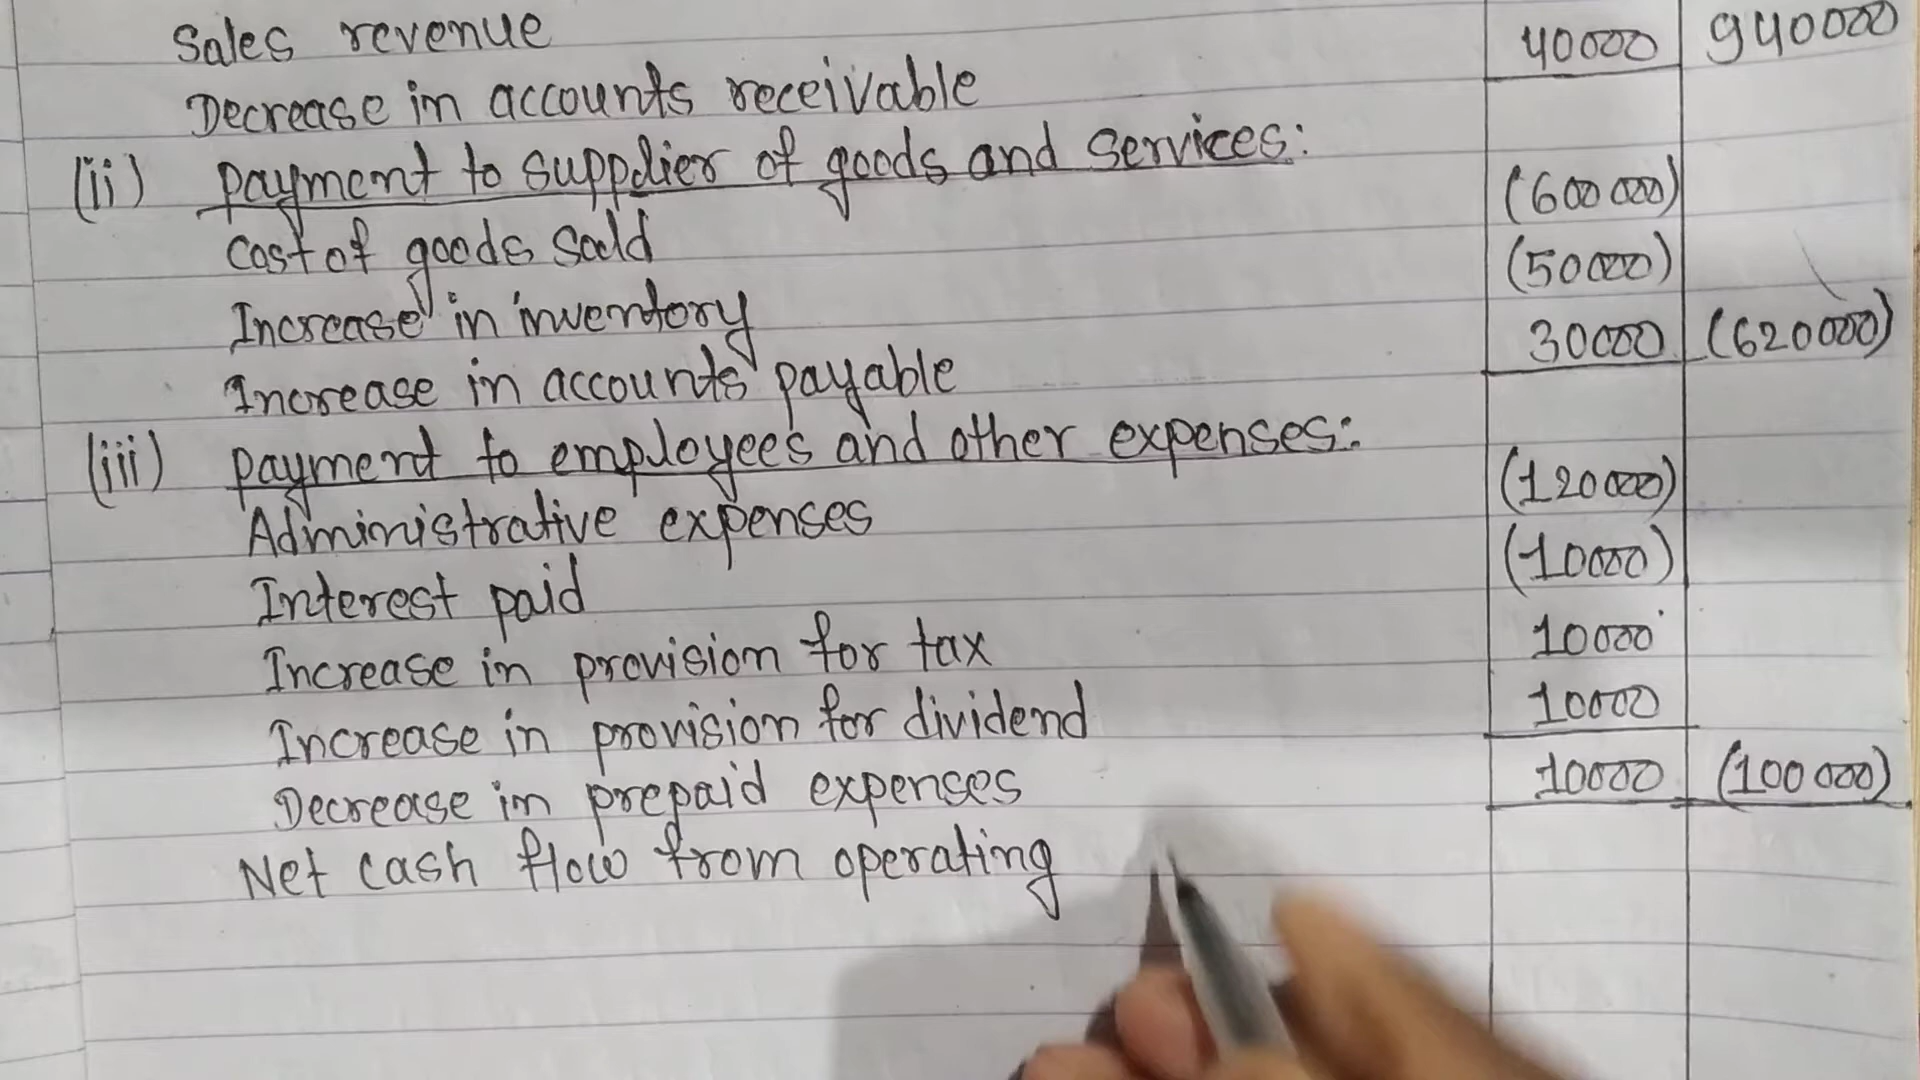 Sales revenue
Decrease in accounts receivable 40000 940000
(ii) payment to supplier of goods and services:
Cost of goods sold (600000)
Increase in inventory (50000)
Increase in accounts payable 30000 (620000)
(iii) payment to employees and other expenses:
Administrative expenses (120000)
Interest paid (10000)
Increase in provision for tax 10000
Increase in provision for dividend 10000
Decrease in prepaid expenses 10000 (100000)
Net cash flow from operating